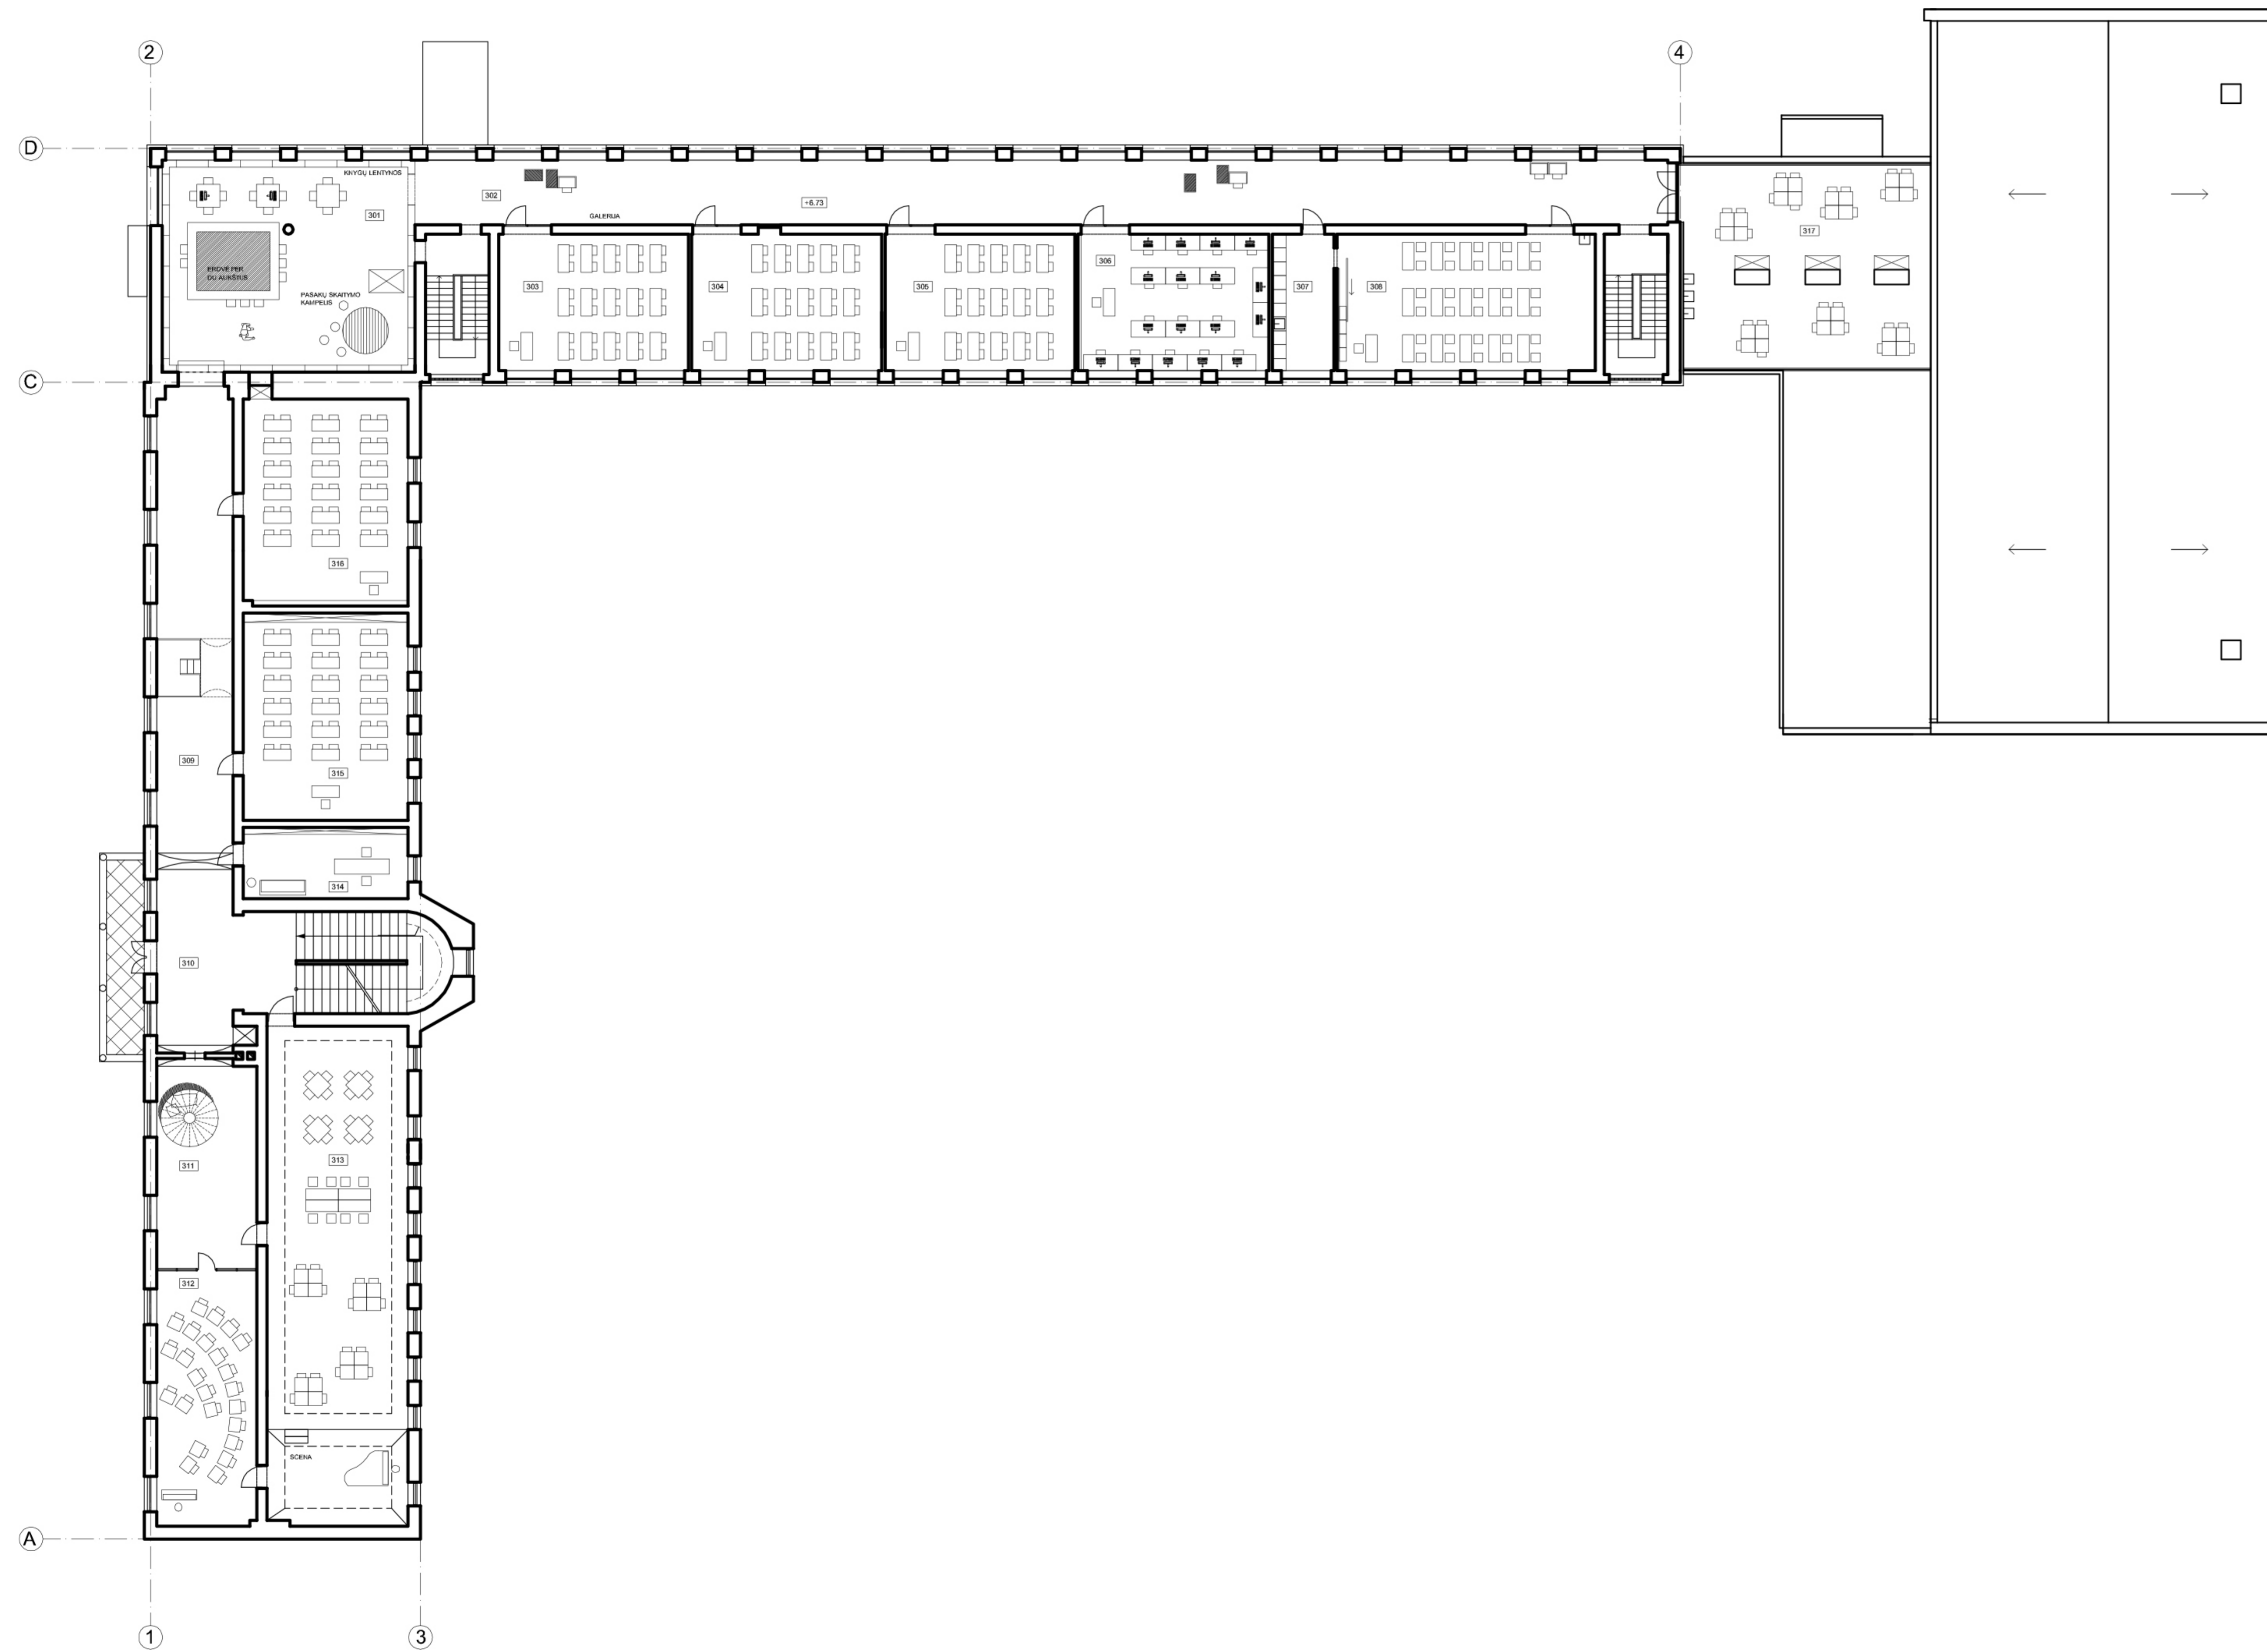 2
4
D
KNYGŲ LENTYNOS
302
+6.73
301
GALERIJA
317
ERDVĖ PER
DU AUKŠTUS
PASAKŲ SKAITYMO
KAMPELIS
303
304
305
306
307
308
C
316
309
315
314
310
313
311
312
SCENA
A
1
3